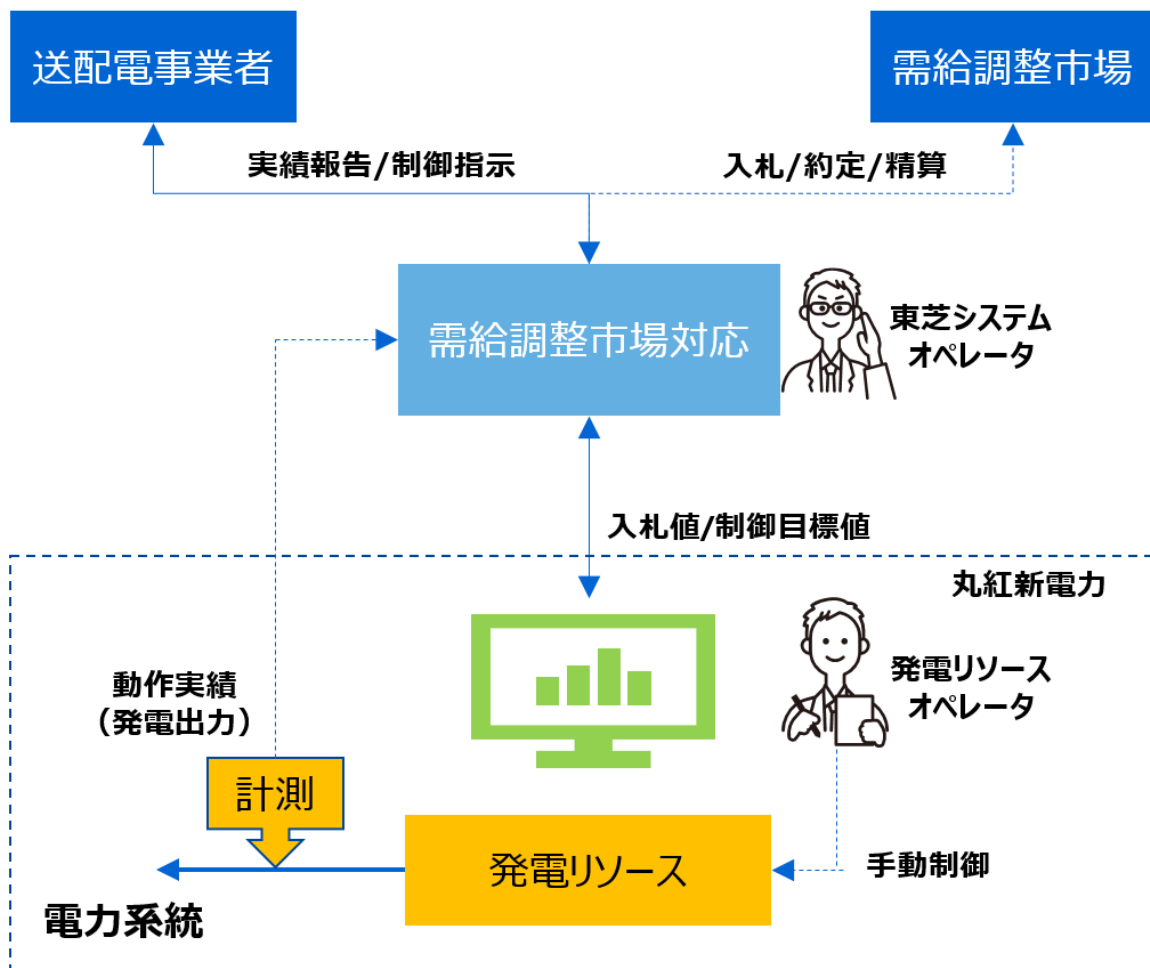 送配電事業者
需給調整市場
実績報告/制御指示
入札/約定/精算
需給調整市場対応
東芝システム
オペレータ
入札値/制御目標値
丸紅新電力
発電リソース
オペレータ
動作実績
(発電出力)
計測
発電リソース
手動制御
電力系統